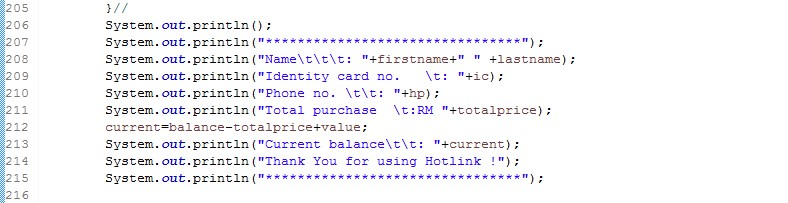 205 }//
206 System.out.println();
207 System.out.println("********************************");
208 System.out.println("Name\t\t\t: "+firstname+" " +lastname);
209 System.out.println("Identity card no.   \t: "+ic);
210 System.out.println("Phone no. \t\t: "+hp);
211 System.out.println("Total purchase  \t:RM "+totalprice);
212 current=balance-totalprice+value;
213 System.out.println("Current balance\t\t: "+current);
214 System.out.println("Thank You for using Hotlink !");
215 System.out.println("********************************");
216